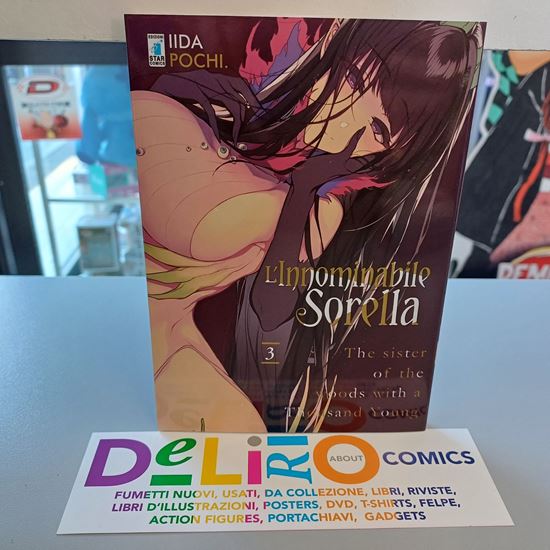 EDIZIONI
STAR
COMICS
IIDA
POCHI.
L'Innominabile
Sorella
3
The sister
of the
woods with a
Thousand Young
DeLiRiO
ABOUT
COMICS
FUMETTI NUOVI, USATI, DA COLLEZIONE, LIBRI, RIVISTE,
LIBRI D'ILLUSTRAZIONI, POSTERS, DVD, T-SHIRTS, FELPE,
ACTION FIGURES, PORTACHIAVI, GADGETS
DEM